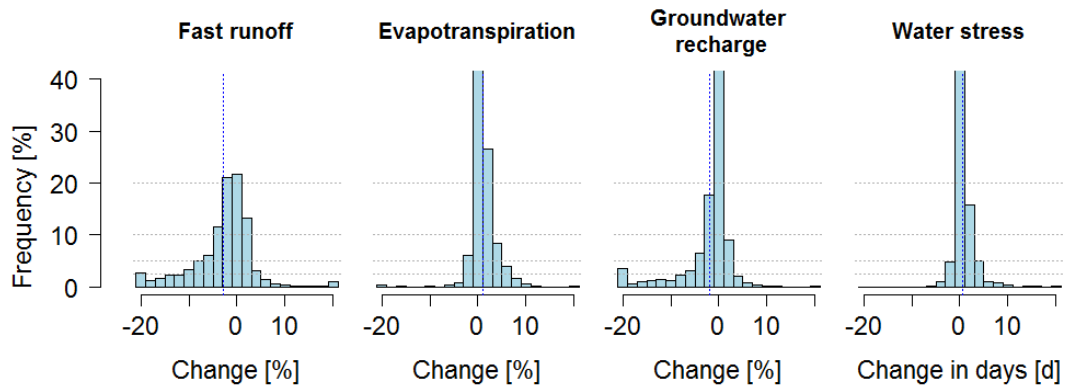 Fast runoff
Evapotranspiration
Groundwater
recharge
Water stress
Frequency [%]
40
30
20
10
0
-20 0 10
-20 0 10
-20 0 10
-20 0 10
Change [%]
Change [%]
Change [%]
Change in days [d]